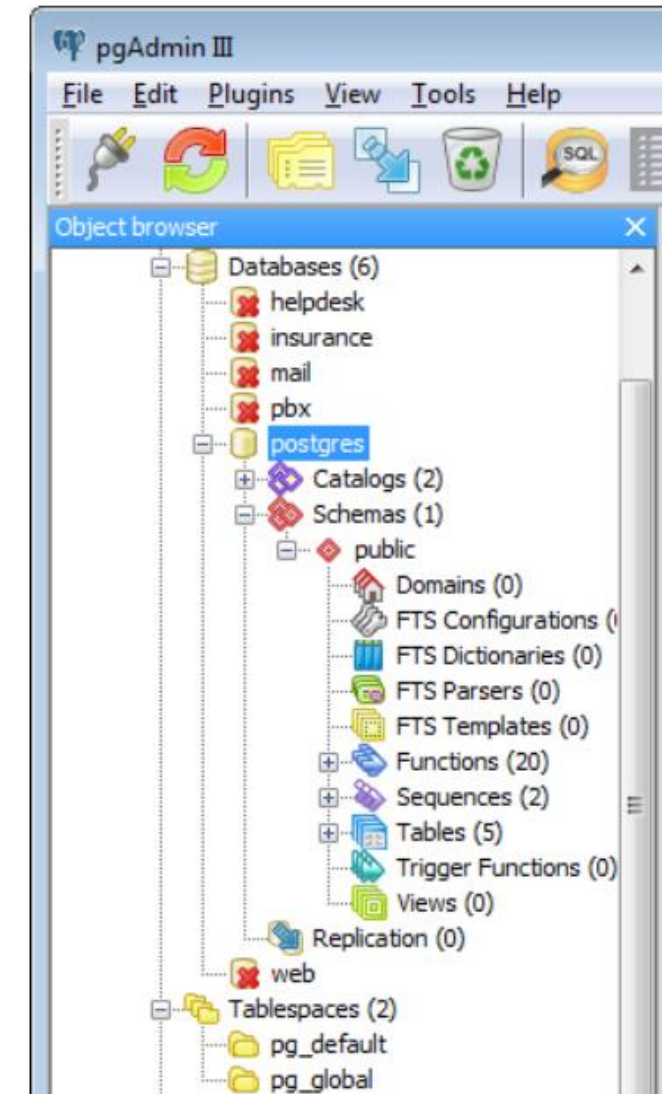 pgAdmin III
File Edit Plugins View Tools Help
SQL
Object browser
Databases (6)
helpdesk
insurance
mail
pbx
postgres
Catalogs (2)
Schemas (1)
public
Domains (0)
FTS Configurations (
FTS Dictionaries (0)
FTS Parsers (0)
FTS Templates (0)
Functions (20)
Sequences (2)
Tables (5)
Trigger Functions (0)
Views (0)
Replication (0)
web
Tablespaces (2)
pg_default
pg_global